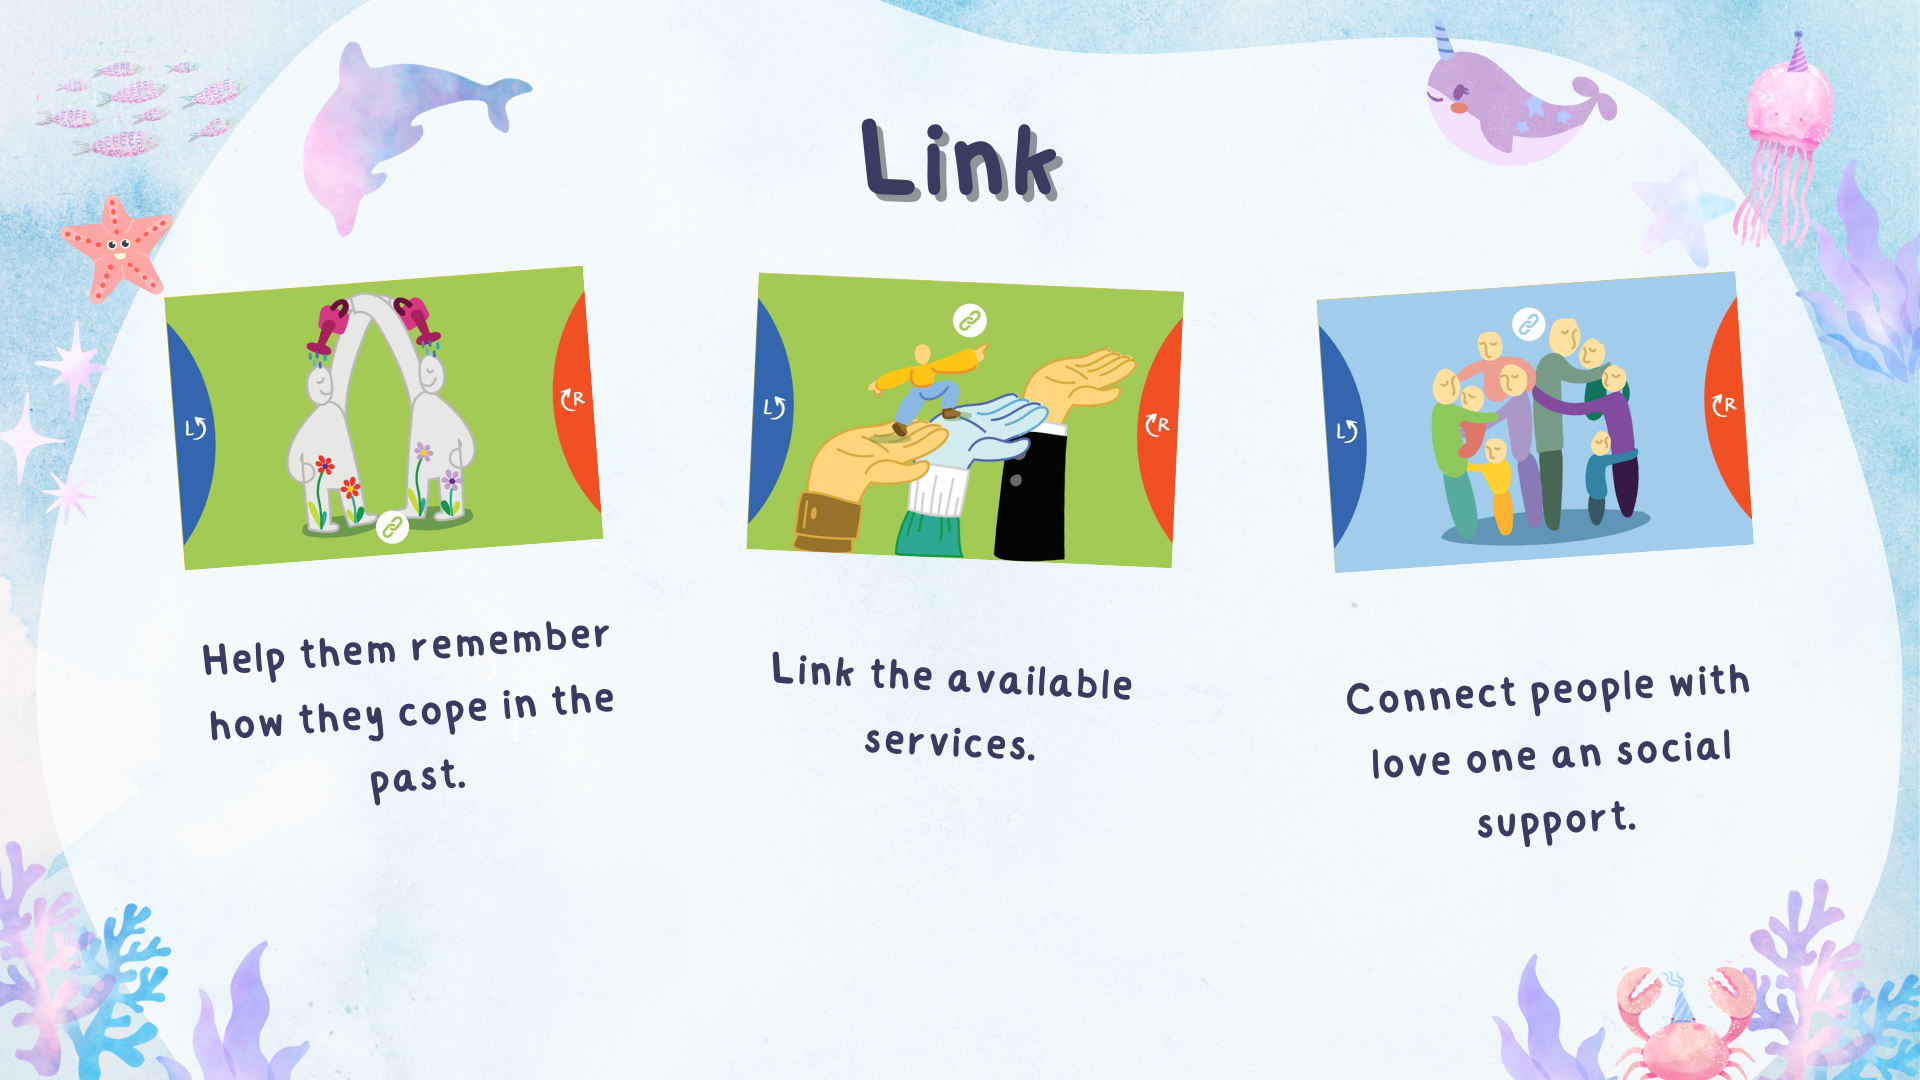 Link
L
R
L
R
L
R
Help them remember
how they cope in the
past.
Link the available
services.
Connect people with
love one an social
support.